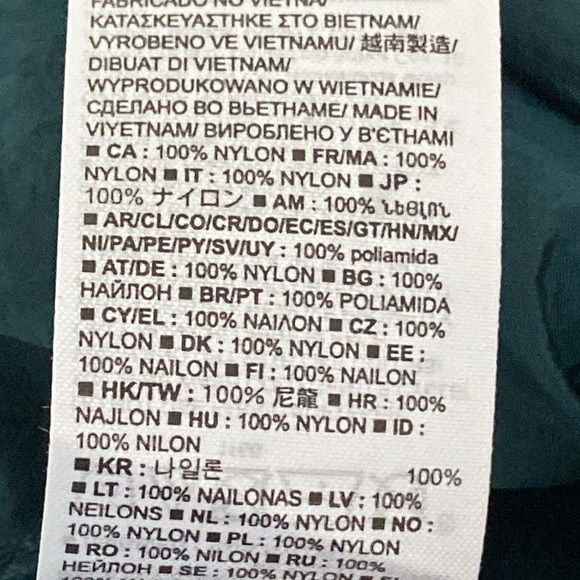 FABRICADO NO VIETNA/
ΚΑΤΑΣΚΕΥΑΣΤΗΚΕ ΣΤΟ ΒΙΕΤΝΑΜ/
VYROBENO VE VIETNAMU/ 越南製造/
DIBUAT DI VIETNAM/
WYPRODUKOWANO W WIETNAMIE/
СДЕЛАНО ВО ВЬЕТНАМЕ/ MADE IN
VIYETNAM/ ВИРОБЛЕНО У В'ЄТНАМІ
■ CA : 100% NYLON ■ FR/MA : 100%
NYLON ■ IT : 100% NYLON ■ JP :
100% ナイロン ■ AM : 100% նեյլոն
■ AR/CL/CO/CR/DO/EC/ES/GT/HN/MX/
NI/PA/PE/PY/SV/UY : 100% poliamida
■ AT/DE : 100% NYLON ■ BG : 100%
НАЙЛОН ■ BR/PT : 100% POLIAMIDA
■ CY/EL : 100% ΝΑΙΛΟΝ ■ CZ : 100%
NYLON ■ DK : 100% NYLON ■ EE :
100% NAILON ■ FI : 100% NAILON
■ HK/TW : 100% 尼龍 ■ HR : 100%
NAJLON ■ HU : 100% NYLON ■ ID :
100% NILON
■ KR : 나일론 100%
■ LT : 100% NAILONAS ■ LV : 100%
NEILONS ■ NL : 100% NYLON ■ NO :
100% NYLON ■ PL : 100% NYLON
■ RO : 100% NILON ■ RU : 100%
НЕЙЛОН ■ SE : 100% NYLON ■